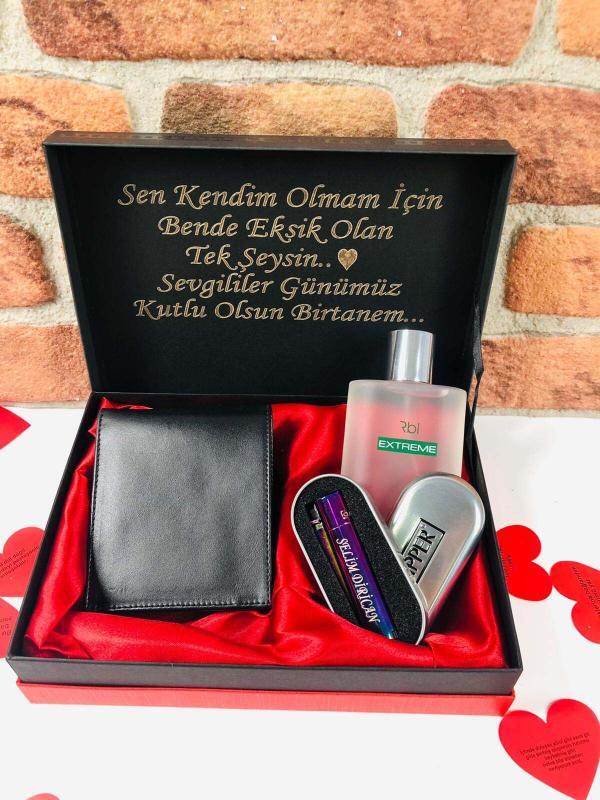 Sen Kendim Olmam İçin
Bende Eksik Olan
Tek Şeysin..
Sevgililer Günümüz
Kutlu Olsun Birtanem...
Rbl
EXTREME
SELİM DİRİCAN